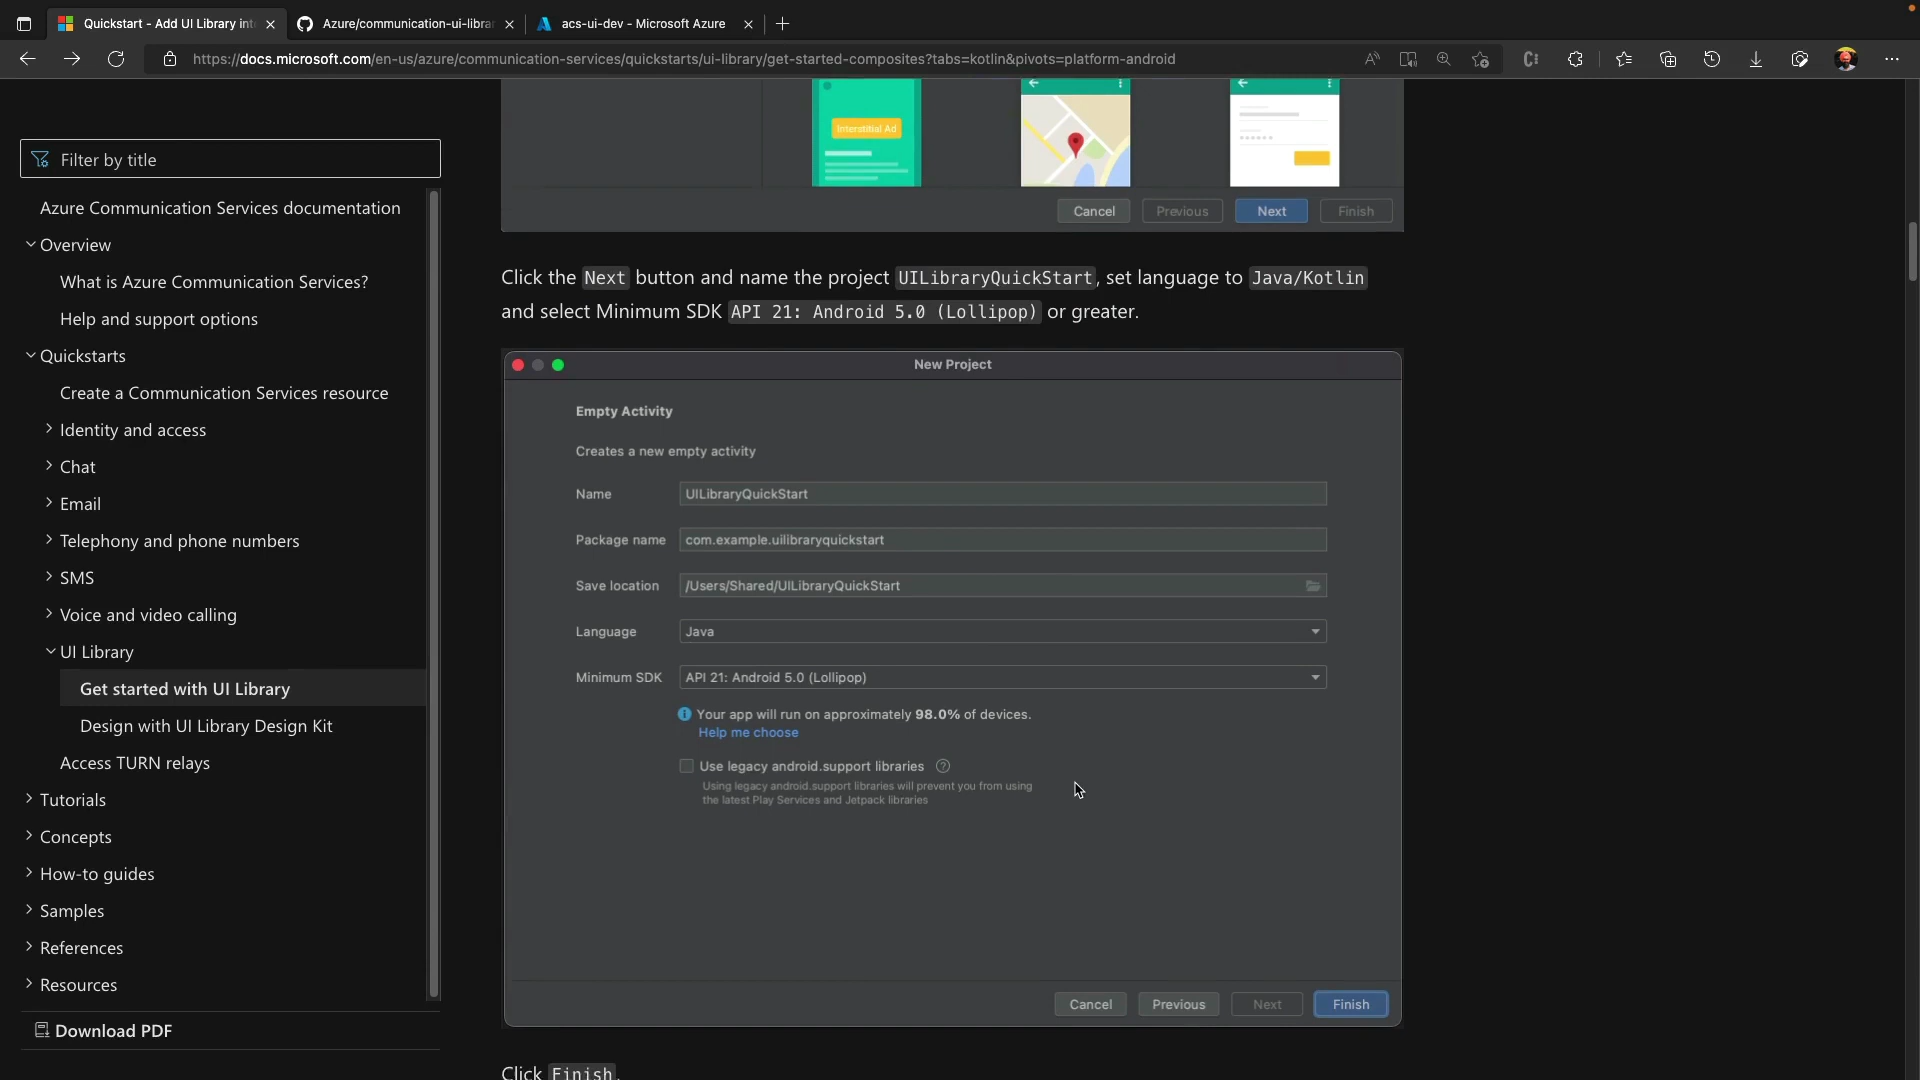 Quickstart - Add UI Library int
Azure/communication-ui-librar
acs-ui-dev - Microsoft Azure
https://docs.microsoft.com/en-us/azure/communication-services/quickstarts/ui-library/get-started-composites?tabs=kotlin&pivots=platform-android
Filter by title
Azure Communication Services documentation
Overview
What is Azure Communication Services?
Help and support options
Quickstarts
Create a Communication Services resource
Identity and access
Chat
Email
Telephony and phone numbers
SMS
Voice and video calling
UI Library
Get started with UI Library
Design with UI Library Design Kit
Access TURN relays
Tutorials
Concepts
How-to guides
Samples
References
Resources
Download PDF
Interstitial Ad
Cancel Previous Next Finish
Click the Next button and name the project UILibraryQuickStart, set language to Java/Kotlin
and select Minimum SDK API 21: Android 5.0 (Lollipop) or greater.
New Project
Empty Activity
Creates a new empty activity
Name UILibraryQuickStart
Package name com.example.uilibraryquickstart
Save location /Users/Shared/UILibraryQuickStart
Language Java
Minimum SDK API 21: Android 5.0 (Lollipop)
Your app will run on approximately 98.0% of devices.
Help me choose
Use legacy android.support libraries
Using legacy android.support libraries will prevent you from using
the latest Play Services and Jetpack libraries
Cancel Previous Next Finish
Click Finish.